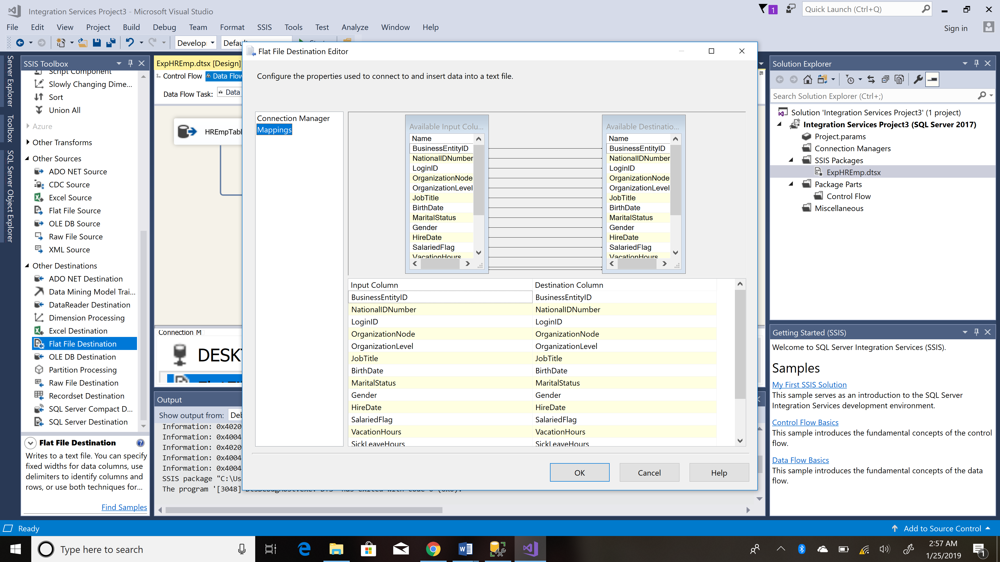 Integration Services Project3 - Microsoft Visual Studio
1
Quick Launch (Ctrl+Q)
File Edit View Project Build Debug Team Format SSIS Tools Test Analyze Window Help
Sign in
Server Explorer
Toolbox
SQL Server Object Explorer
SSIS Toolbox
Script Component
Slowly Changing Dime...
Sort
Union All
Azure
Other Transforms
Other Sources
ADO NET Source
CDC Source
Excel Source
Flat File Source
OLE DB Source
Raw File Source
XML Source
Other Destinations
ADO NET Destination
Data Mining Model Trai...
DataReader Destination
Dimension Processing
Excel Destination
Flat File Destination
OLE DB Destination
Partition Processing
Raw File Destination
Recordset Destination
SQL Server Compact D...
SQL Server Destination
Flat File Destination
Writes to a text file. You can specify
fixed widths for data columns, use
delimiters to identify columns and
rows, or use both techniques for...
Find Samples
ExpHREmp.dtsx [Design]
Control Flow Data Flow
Data Flow Task: Data
HREmpTabl
Connection M
DESKT
Output
Show output from: Deb
Information: 0x4020
Information: 0x4004
Information: 0x4020
Information: 0x4004
Information: 0x4004
SSIS package "C:\Us
The program '[3048] DtsDebugHost.exe: DTS' has exited with code 0 (0x0).
Flat File Destination Editor
Configure the properties used to connect to and insert data into a text file.
Connection Manager
Mappings
Available Input Colu...
Name
BusinessEntityID
NationalIDNumber
LoginID
OrganizationNode
OrganizationLevel
JobTitle
BirthDate
MaritalStatus
Gender
HireDate
SalariedFlag
VacationHours
Available Destinatio...
Name
BusinessEntityID
NationalIDNumber
LoginID
OrganizationNode
OrganizationLevel
JobTitle
BirthDate
MaritalStatus
Gender
HireDate
SalariedFlag
VacationHours
Input Column Destination Column
BusinessEntityID BusinessEntityID
NationalIDNumber NationalIDNumber
LoginID LoginID
OrganizationNode OrganizationNode
OrganizationLevel OrganizationLevel
JobTitle JobTitle
BirthDate BirthDate
MaritalStatus MaritalStatus
Gender Gender
HireDate HireDate
SalariedFlag SalariedFlag
VacationHours VacationHours
SickLeaveHours SickLeaveHours
OK Cancel Help
Solution Explorer
Search Solution Explorer (Ctrl+;)
Solution 'Integration Services Project3' (1 project)
Integration Services Project3 (SQL Server 2017)
Project.params
Connection Managers
SSIS Packages
ExpHREmp.dtsx
Package Parts
Control Flow
Miscellaneous
Getting Started (SSIS)
Welcome to SQL Server Integration Services (SSIS).
Samples
My First SSIS Solution
This sample serves as an introduction to the SQL Server
Integration Services development environment.
Control Flow Basics
This sample introduces the fundamental concepts of the control
flow.
Data Flow Basics
This sample introduces the fundamental concepts of the data
flow.
Ready
Add to Source Control
Type here to search
2:57 AM
1/25/2019
1